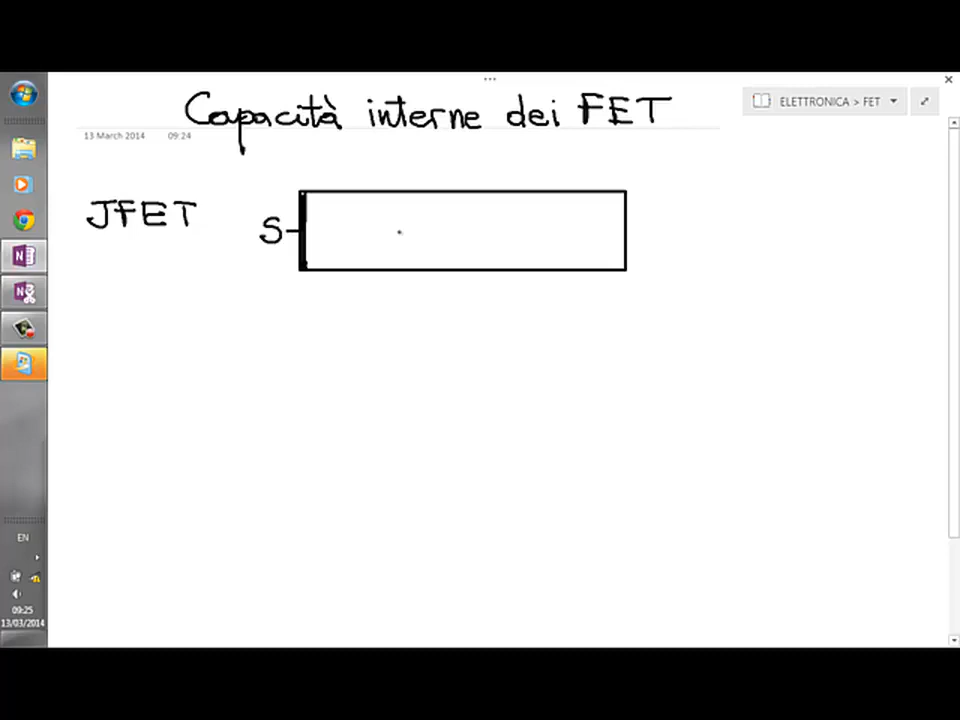 Capacità interne dei FET
ELETTRONICA > FET
13 March 2014 09:24
JFET
S
EN
09:25
13/03/2014